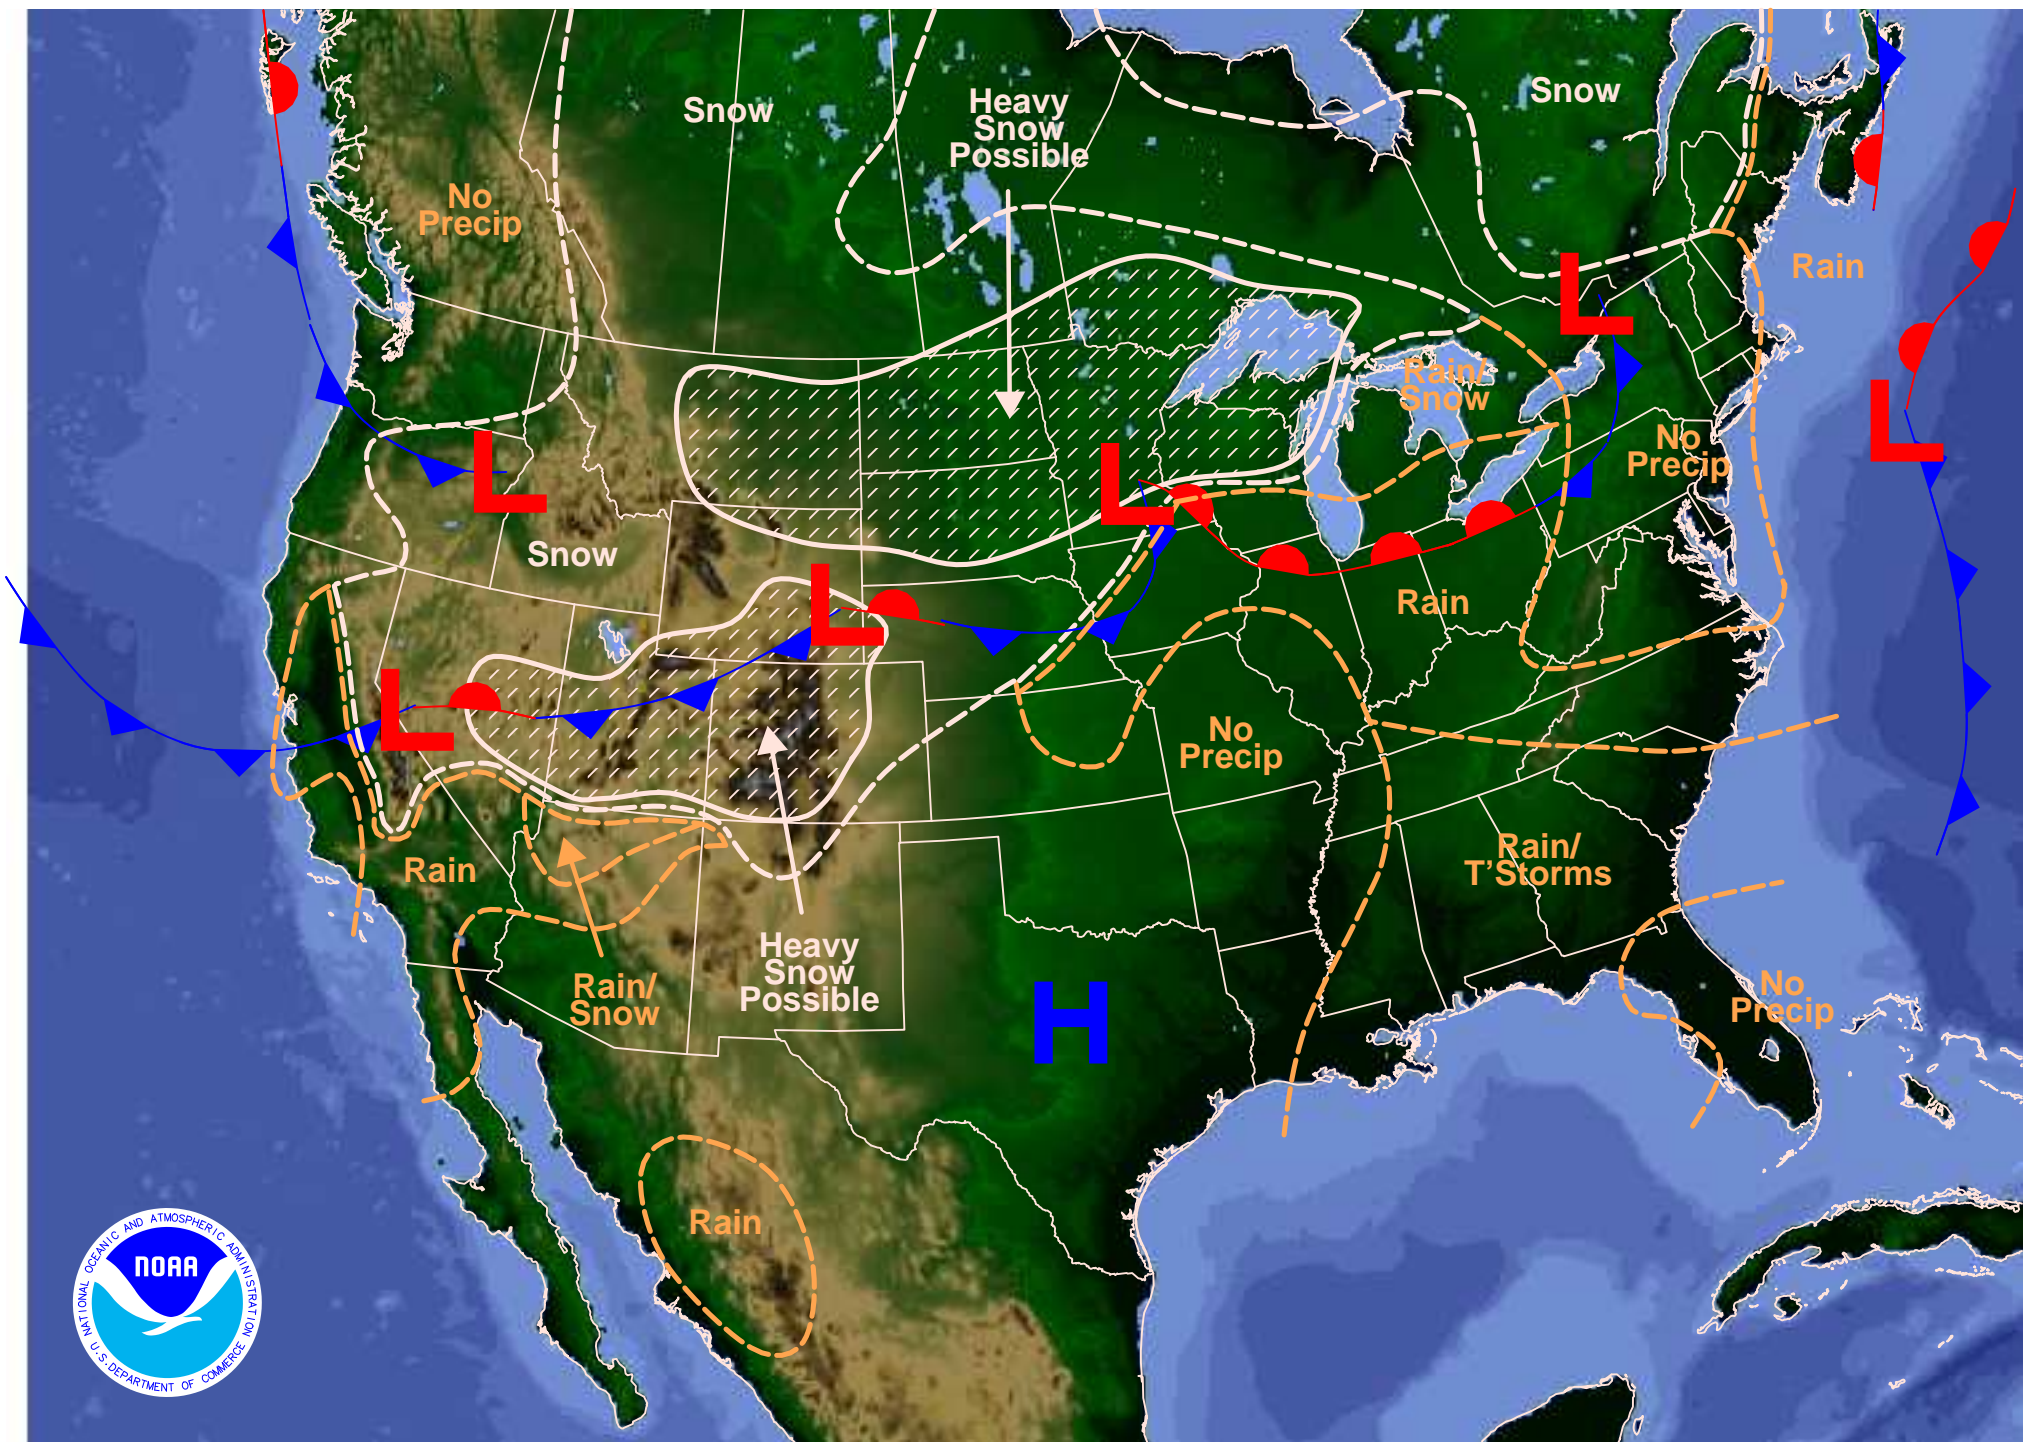 Snow
Heavy
Snow
Possible
Snow
No
Precip
Rain
Rain/
Snow
No
Precip
L
L
L
L
Snow
L
Rain
L
No
Precip
Rain
Rain/
T'Storms
Heavy
Snow
Possible
Rain/
Snow
H
No
Precip
Rain
NATIONAL OCEANIC AND ATMOSPHERIC ADMINISTRATION
NOAA
U.S. DEPARTMENT OF COMMERCE